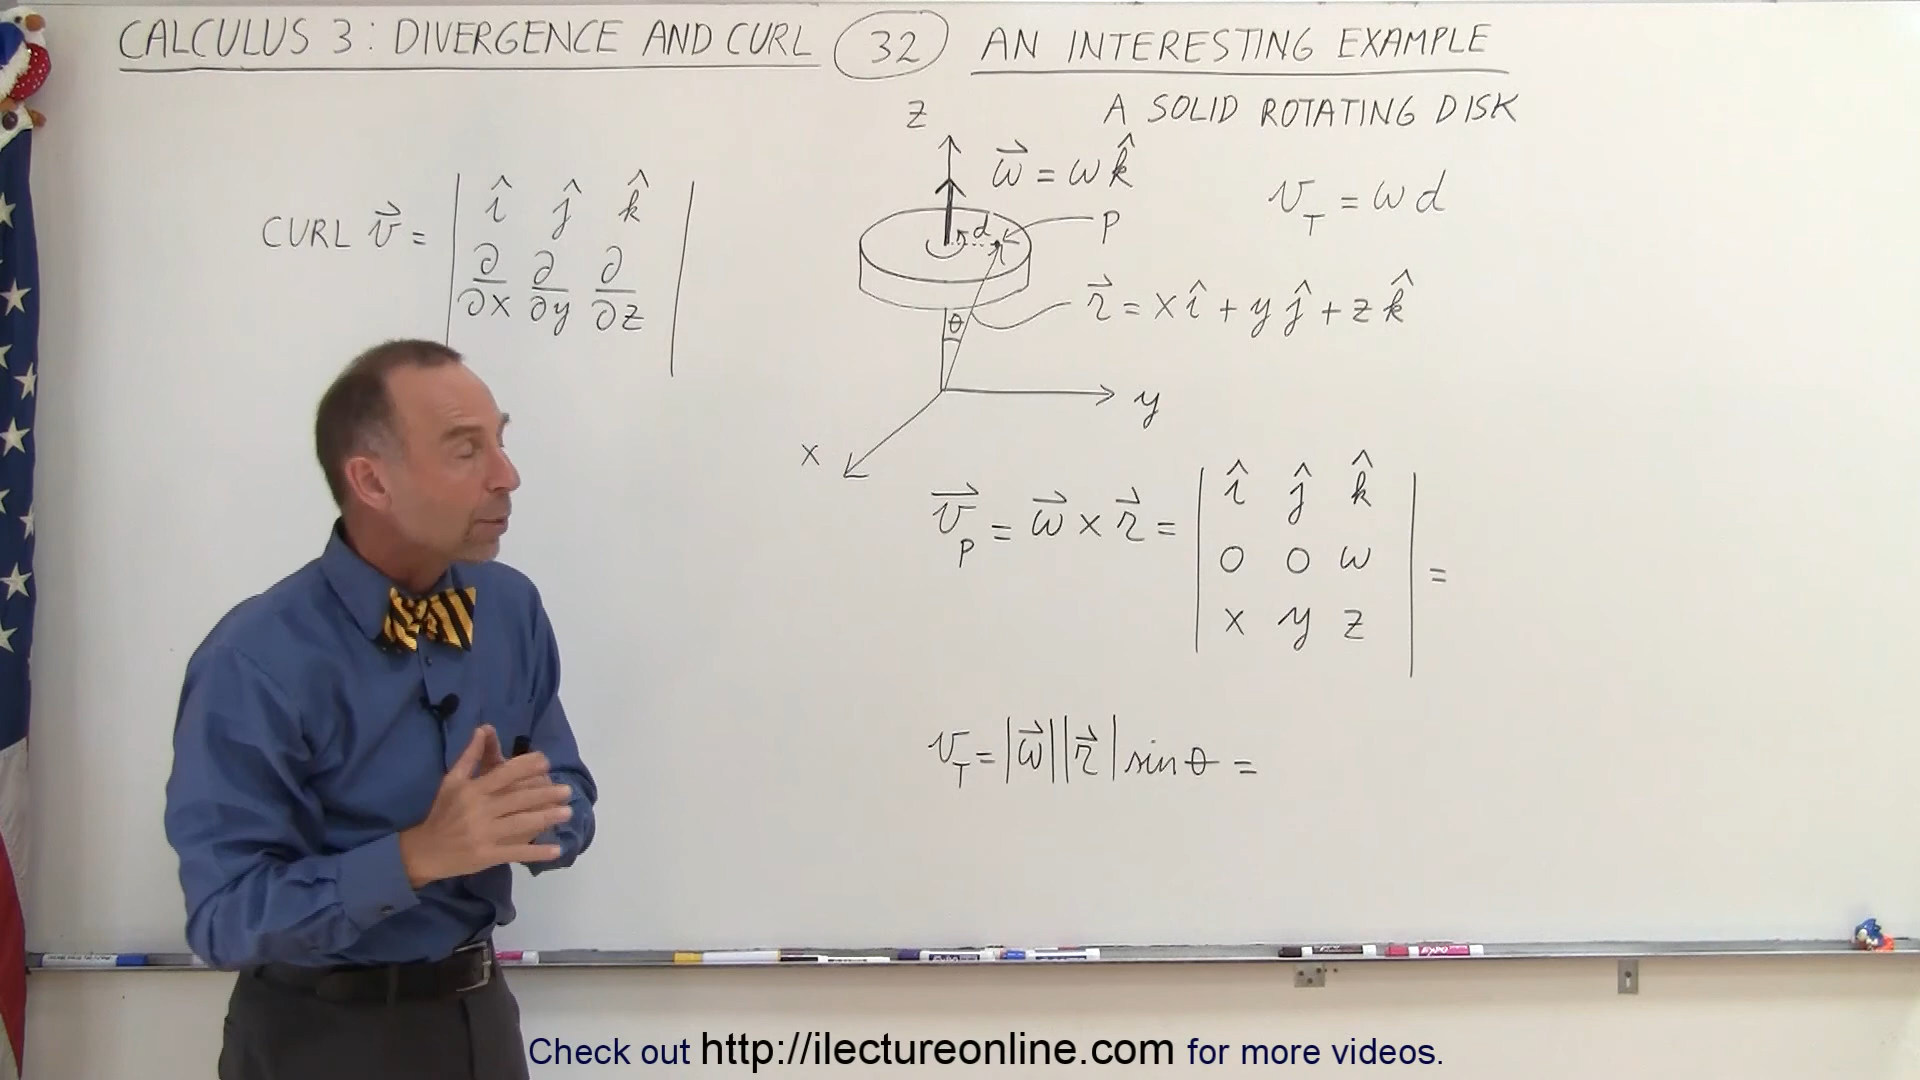 CALCULUS 3: DIVERGENCE AND CURL 32 AN INTERESTING EXAMPLE
A SOLID ROTATING DISK
z
ω⃗ = ω k̂
v_T = ω d
CURL v⃗ = | î ĵ k̂ |
| ∂/∂x ∂/∂y ∂/∂z |
d
P
r⃗ = x î + y ĵ + z k̂
θ
y
x
v⃗_P = ω⃗ × r⃗ = | î ĵ k̂ |
| 0 0 ω | =
| x y z |
v_T = |ω⃗||r⃗| sin θ =
EXPO
Check out http://ilectureonline.com for more videos.